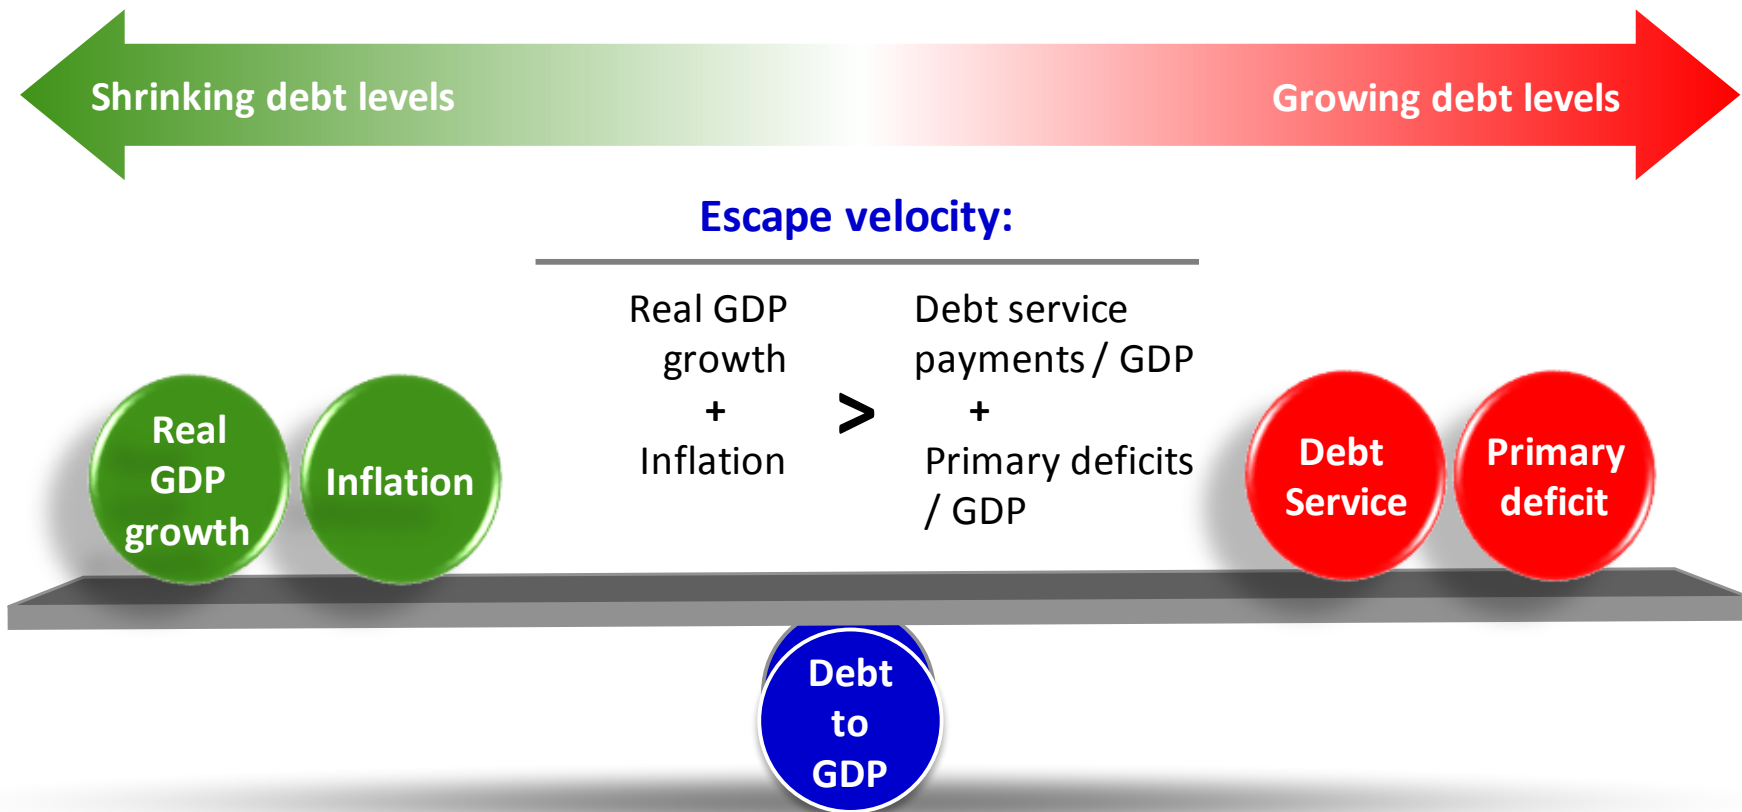 Shrinking debt levels
Growing debt levels
Escape velocity:
Real GDP
growth
+
Inflation
>
Debt service
payments / GDP
+
Primary deficits
/ GDP
Real
GDP
growth
Inflation
Debt
Service
Primary
deficit
Debt
to
GDP